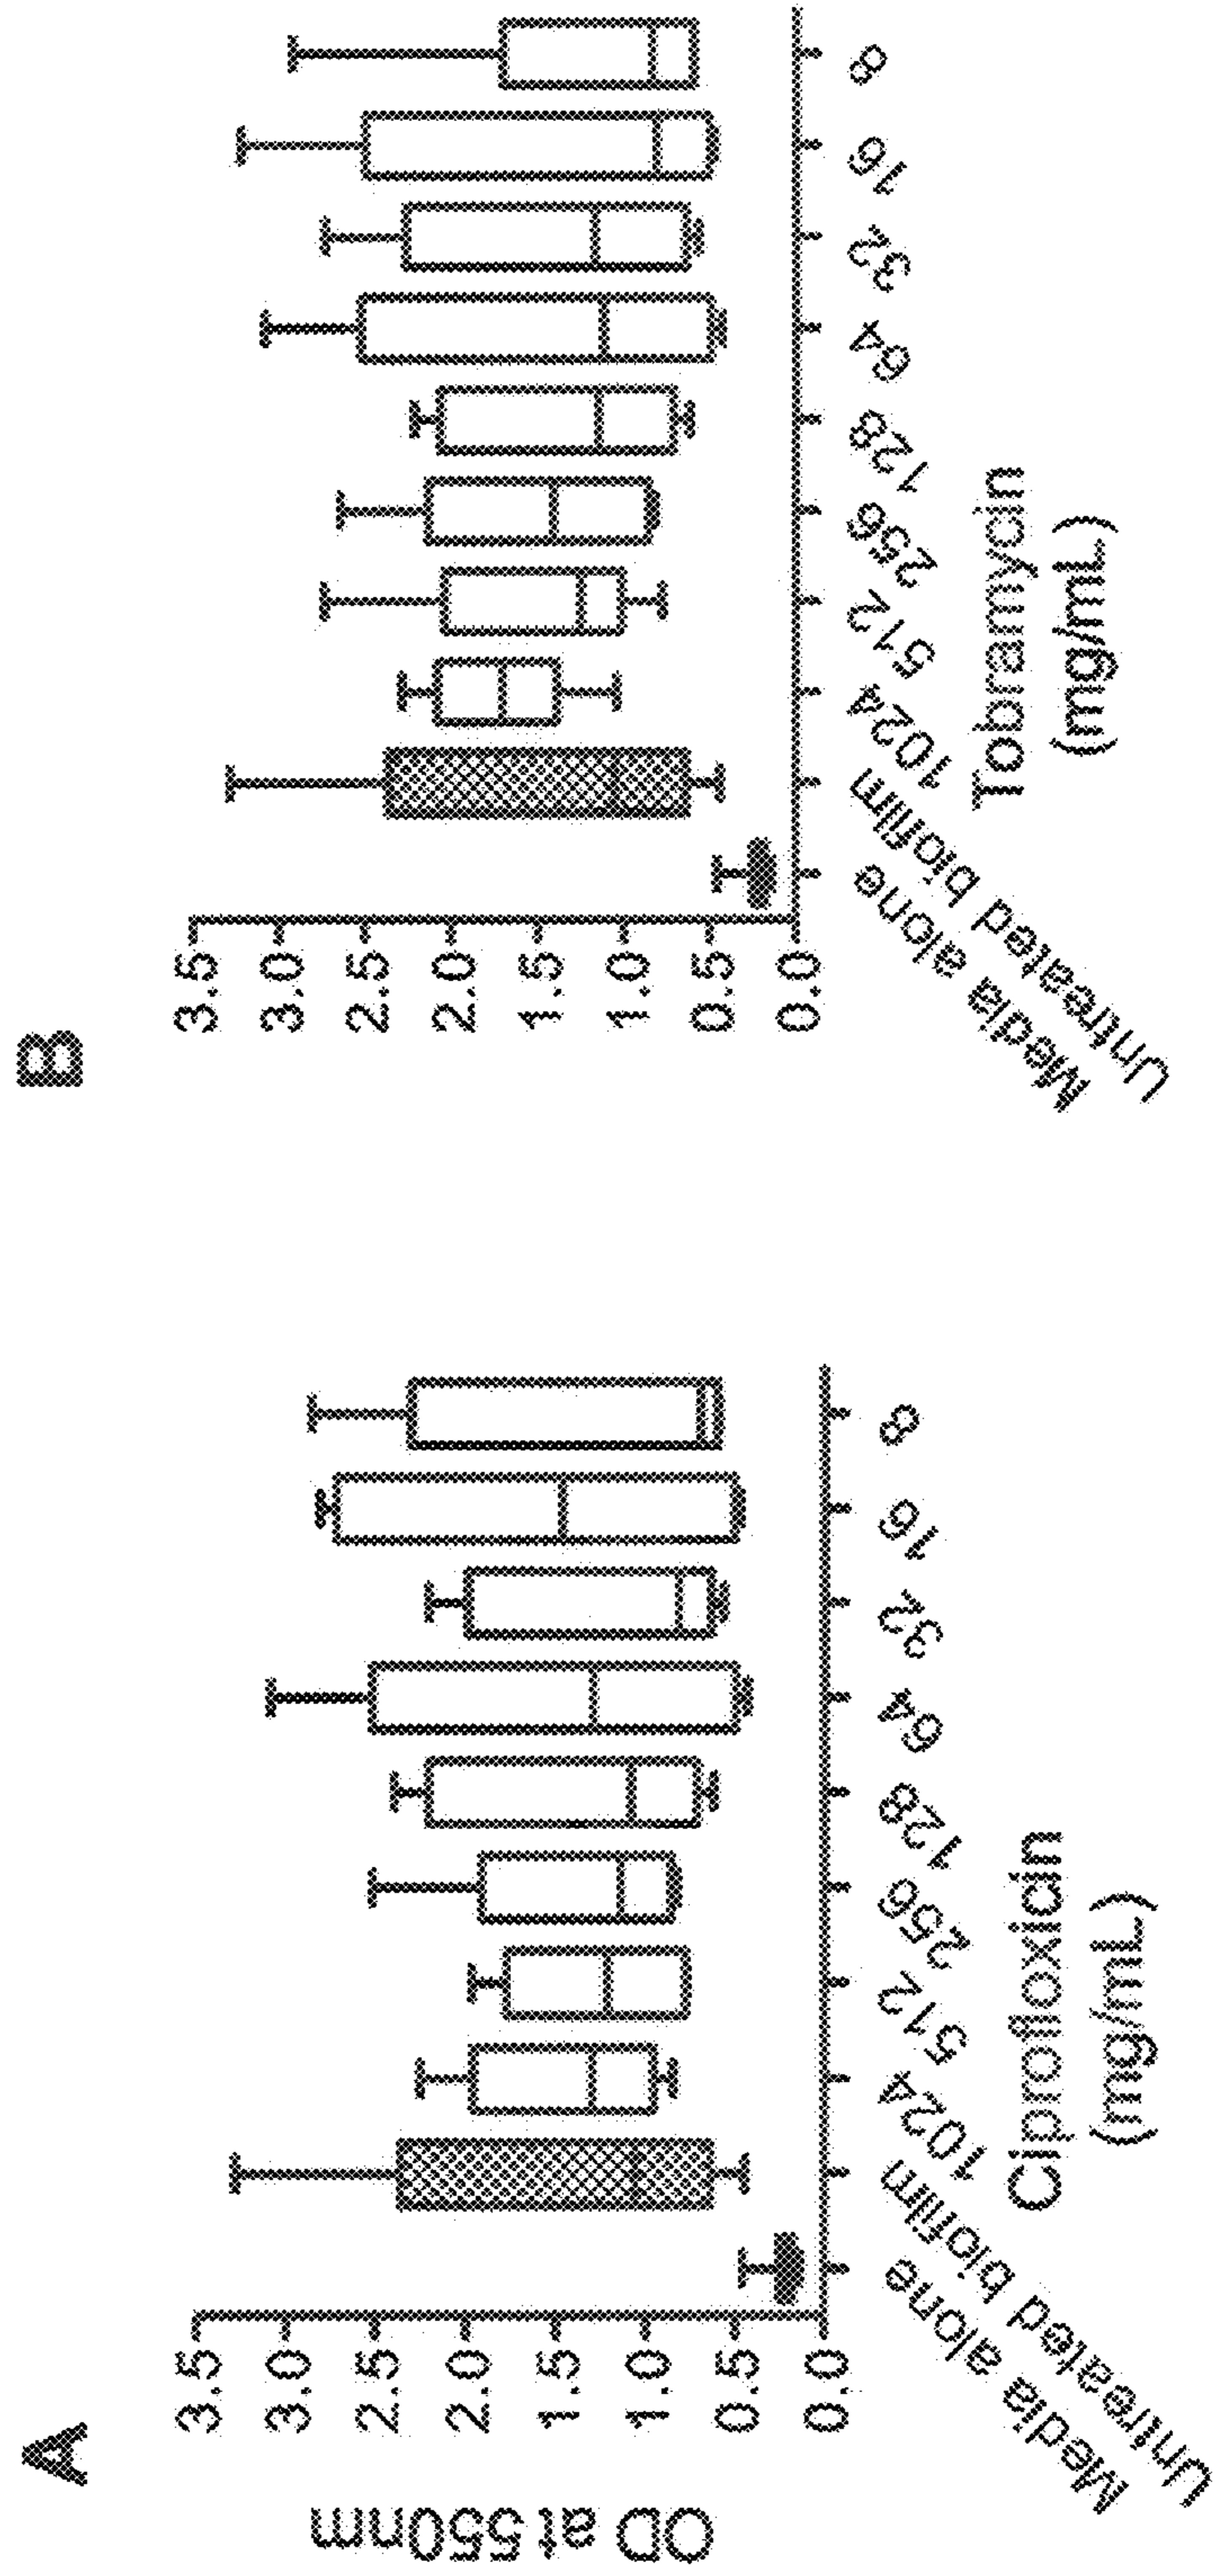 A
OD at 550nm
3.5
3.0
2.5
2.0
1.5
1.0
0.5
0.0
Media alone
Untreated biofilm
1024
512
256
128
64
32
16
8
Ciprofloxicin
(mg/mL)
B
3.5
3.0
2.5
2.0
1.5
1.0
0.5
0.0
Media alone
Untreated biofilm
1024
512
256
128
64
32
16
8
Tobramycin
(mg/mL)